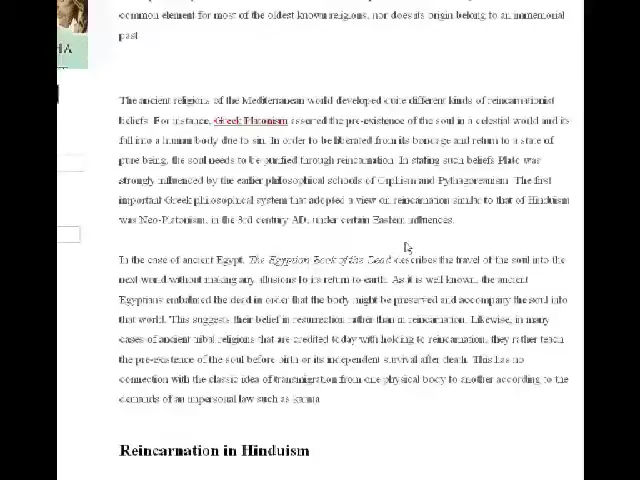 HA
common element for most of the oldest known religions, nor does its origin belong to an immemorial
past
The ancient religions of the Mediterranean world developed quite different kinds of reincarnationist
beliefs. For instance, Greek Platonism asserted the pre-existence of the soul in a celestial world and its
fall into a human body due to sin. In order to be liberated from its bondage and return to a state of
pure being, the soul needs to be purified through reincarnation. In stating such beliefs Plato was
strongly influenced by the earlier philosophical schools of Orphism and Pythagoreanism. The first
important Greek philosophical system that adopted a view on reincarnation similar to that of Hinduism
was Neo-Platonism, in the 3rd century AD, under certain Eastern influences.
In the case of ancient Egypt, The Egyptian Book of the Dead describes the travel of the soul into the
next world without making any allusions to its return to earth. As it is well known, the ancient
Egyptians embalmed the dead in order that the body might be preserved and accompany the soul into
that world. This suggests their belief in resurrection rather than in reincarnation. Likewise, in many
cases of ancient tribal religions that are credited today with holding to reincarnation, they rather teach
the pre-existence of the soul before birth or its independent survival after death. This has no
connection with the classic idea of transmigration from one physical body to another according to the
demands of an impersonal law such as karma
Reincarnation in Hinduism